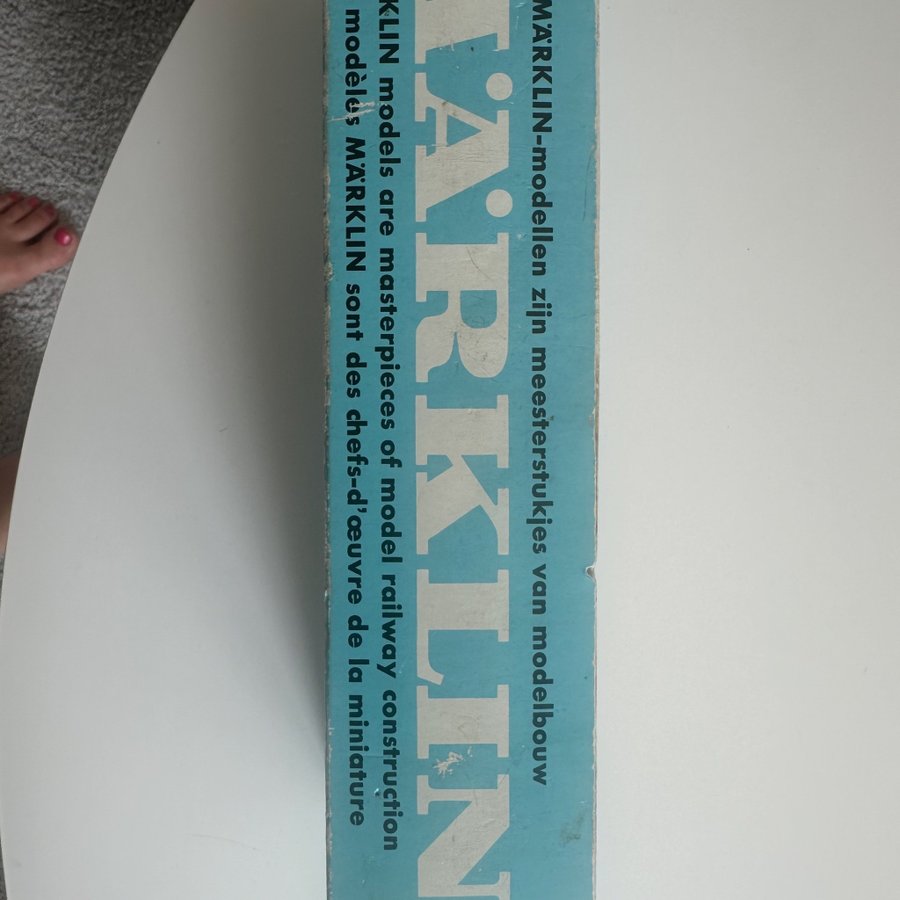 MÄRKLIN-modellen zijn meesterstukjes van modelbouw
ÄRKLIN
KLIN models are masterpieces of model railway construction
modèles MÄRKLIN sont des chefs-d'œuvre de la miniature